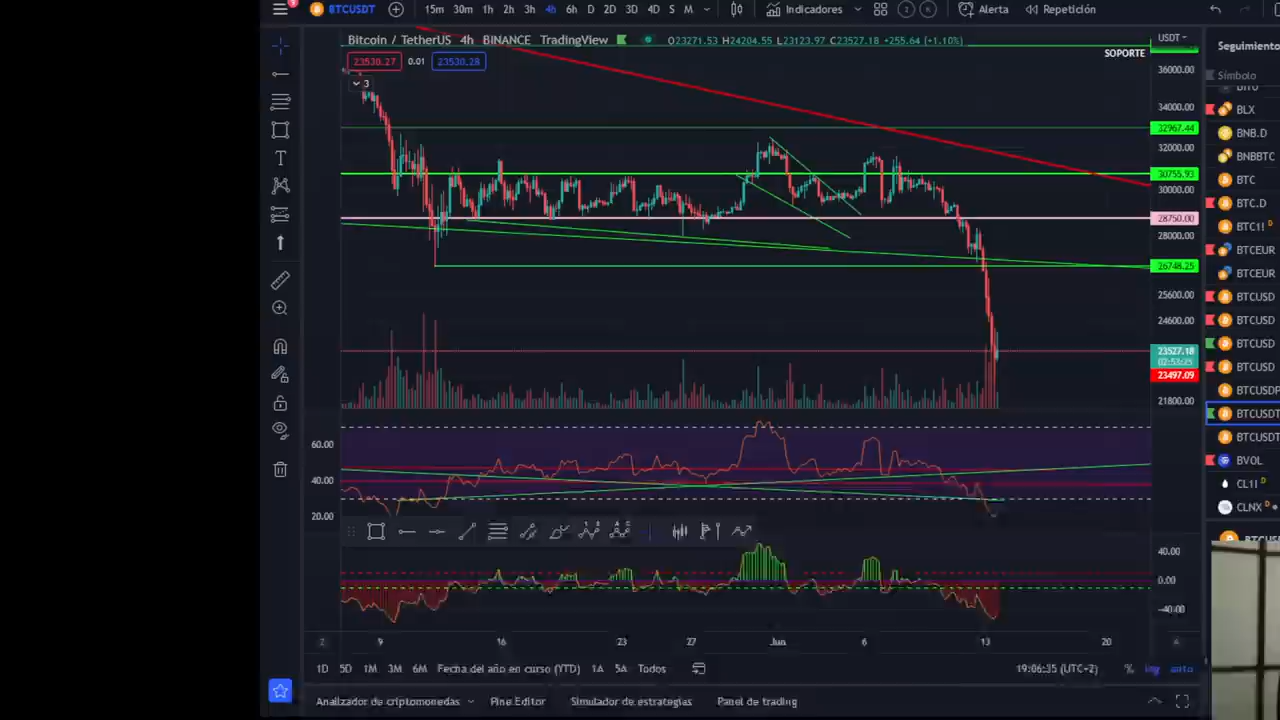 BTCUSDT 15m 30m 1h 2h 3h 4h 6h D 2D 3D 4D S M Indicadores Alerta Repetición
Bitcoin / TetherUS 4h BINANCE TradingView O23271.53 H24204.55 L23123.97 C23527.18 +255.64 (+1.10%)
USDT
Seguimiento
23530.27 0.01 23530.28
SOPORTE
3
36000.00
34000.00
32967.44
32000.00
30755.93
30000.00
28750.00
28000.00
26748.25
25600.00
24600.00
23527.18
23497.09
21800.00
60.00
40.00
20.00
40.00
0.00
-40.00
Símbolo
BLX
BNB.D
BNBBTC
BTC
BTC.D
BTC1! D
BTCEUR
BTCEUR
BTCUSD
BTCUSD
BTCUSD
BTCUSD
BTCUSDP
BTCUSDT
BTCUSDT
BVOL
CL1! D
CLNX D
9 16 23 27 Jun 6 13 20
1D 5D 1M 3M 6M Fecha del año en curso (YTD) 1A 5A Todos 19:06:35 (UTC+2) % log auto
Analizador de criptomonedas Pine Editor Simulador de estrategias Panel de trading